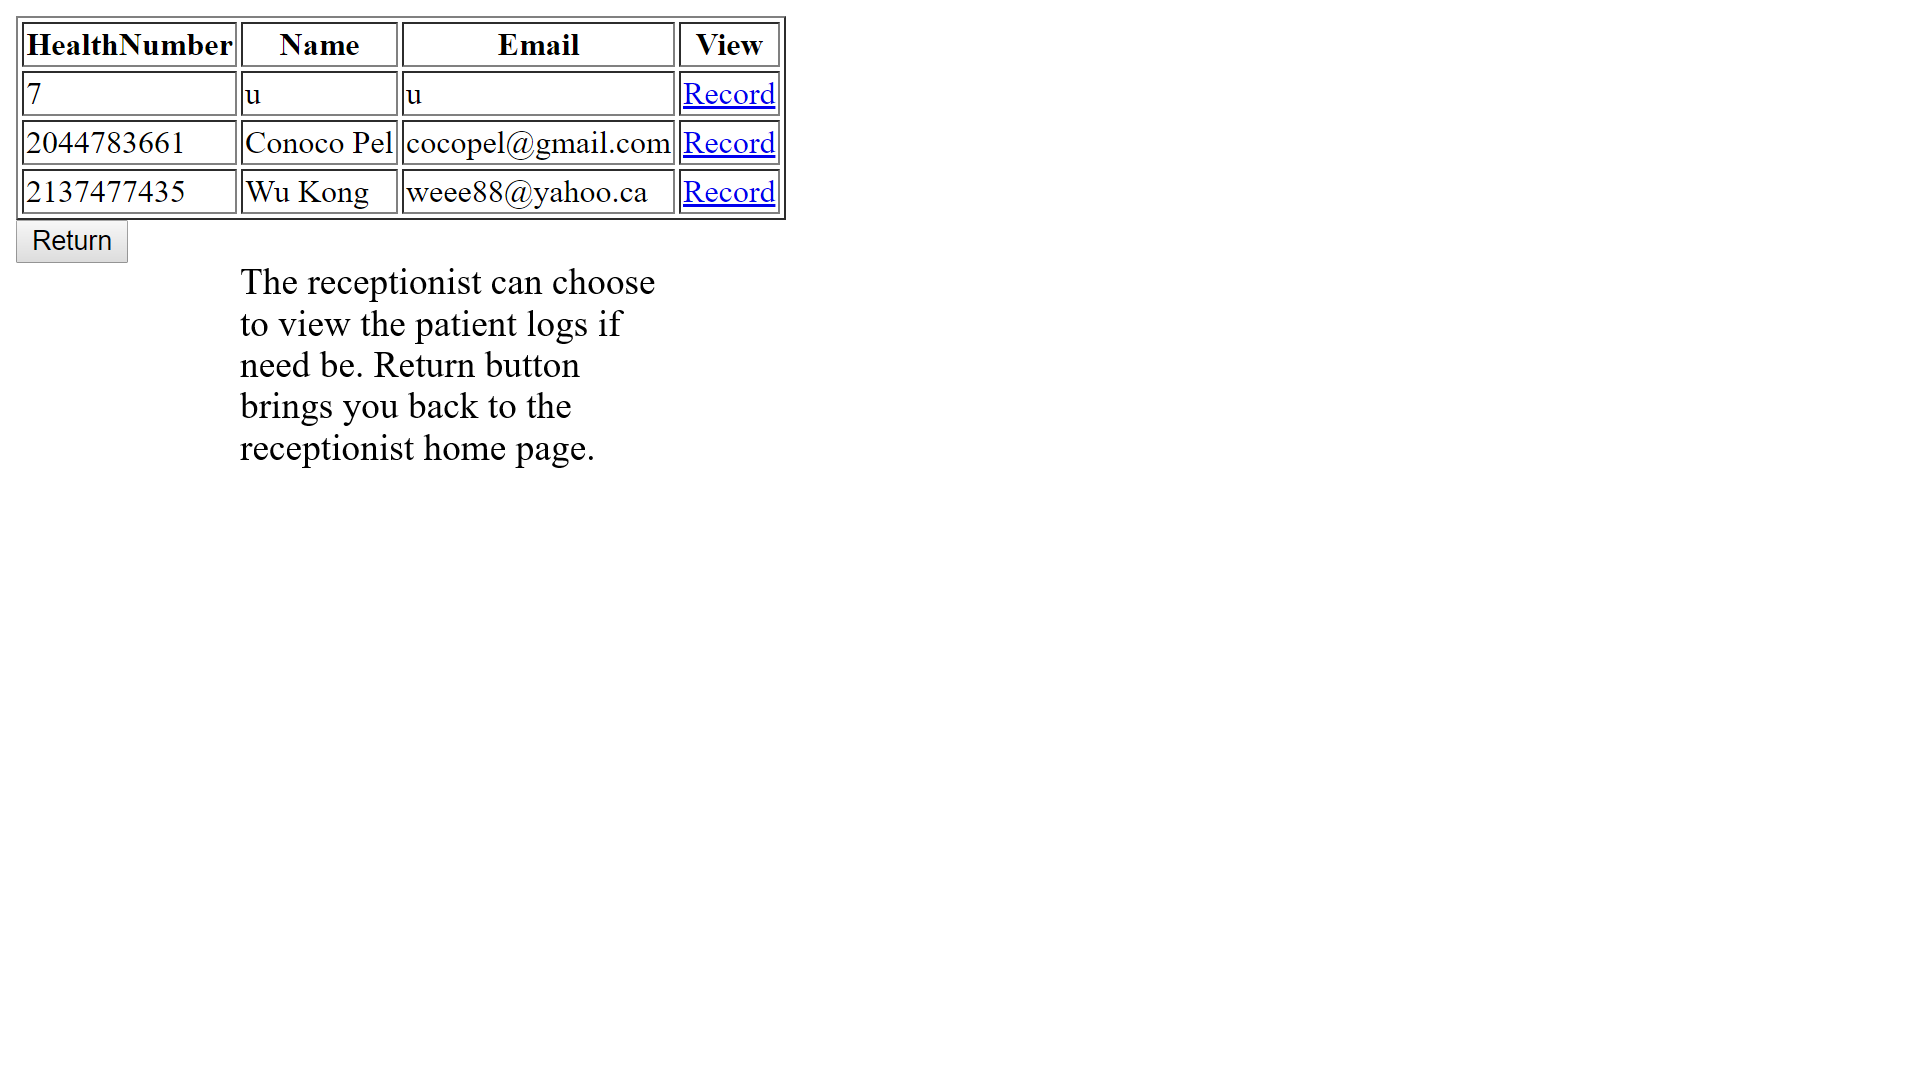 HealthNumber Name Email View
7 u u Record
2044783661 Conoco Pel cocopel@gmail.com Record
2137477435 Wu Kong weee88@yahoo.ca Record
Return
The receptionist can choose
to view the patient logs if
need be. Return button
brings you back to the
receptionist home page.